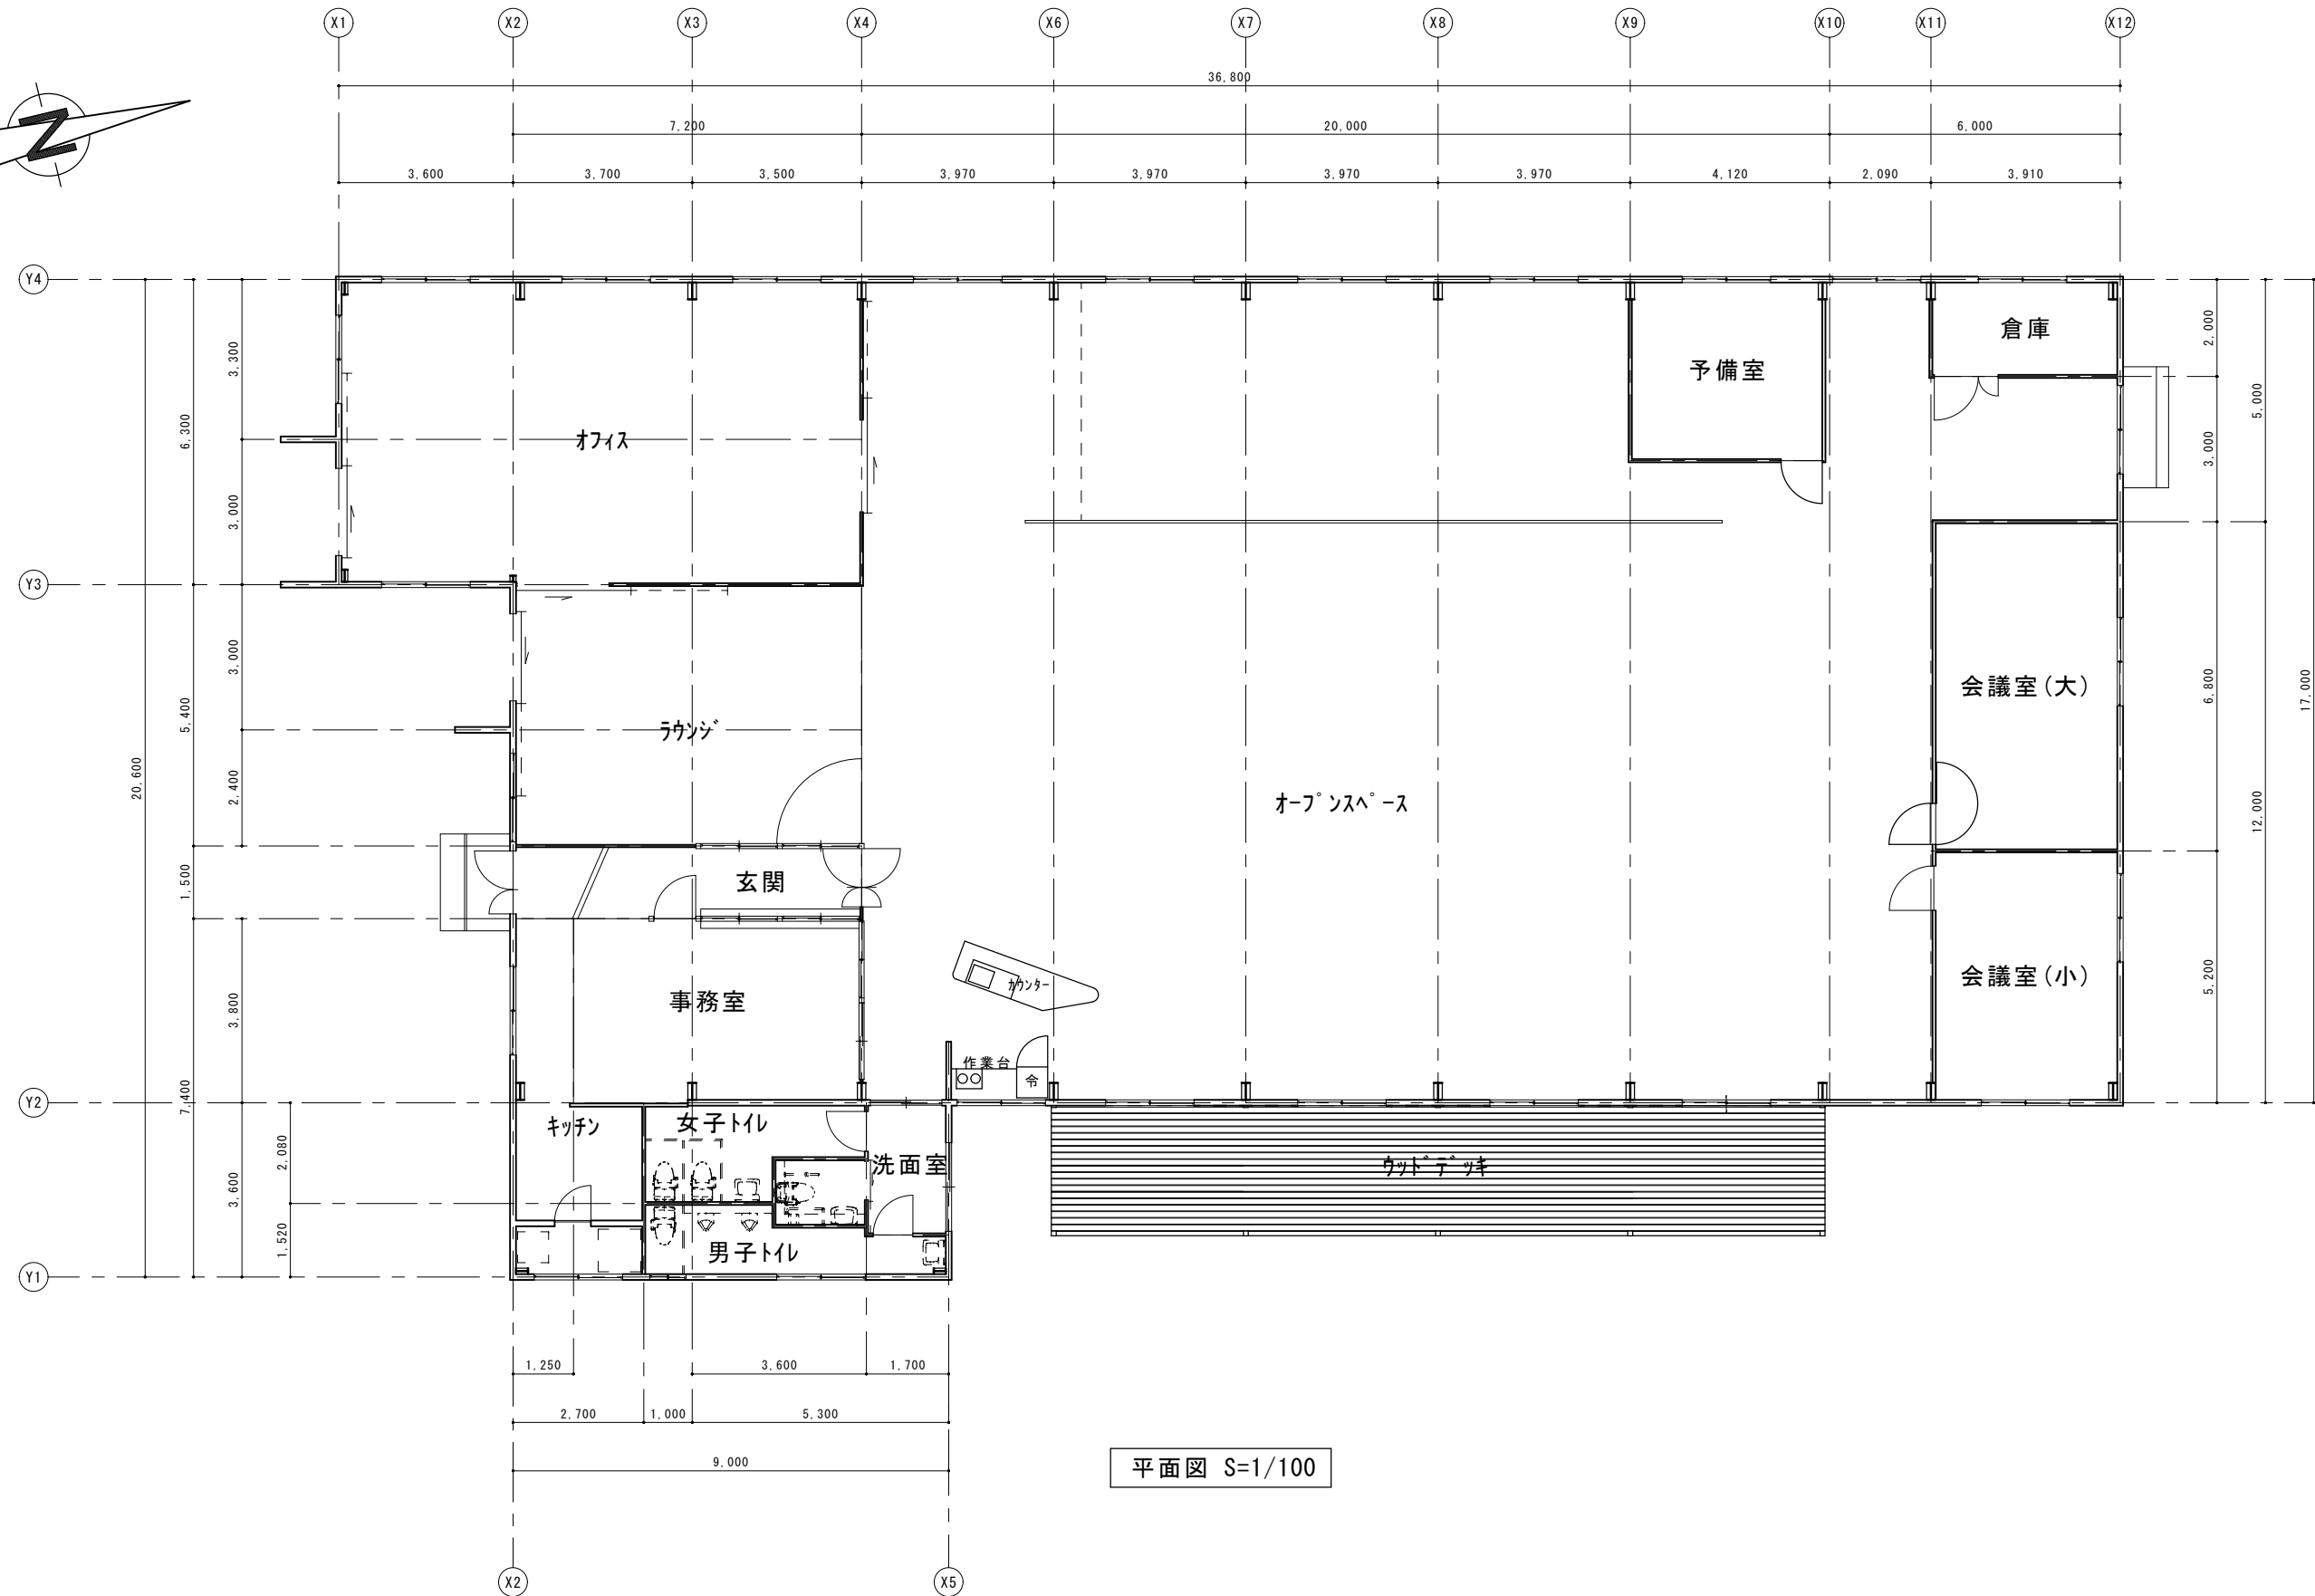 X1 X2 X3 X4 X6 X7 X8 X9 X10 X11 X12
36,800
N
7,200 20,000 6,000
3,600 3,700 3,500 3,970 3,970 3,970 3,970 4,120 2,090 3,910
Y4
倉庫
2,000
3,300
予備室
5,000
6,300
オフィス
3,000
3,000
Y3
3,000
会議室(大)
6,800
17,000
5,400
ラウンジ
20,600
2,400
オープンスペース
12,000
1,500
玄関
会議室(小)
5,200
カウンター
事務室
3,800
作業台
冷
7,400
Y2
キッチン
女子トイレ
2,080
洗面室
ウッドデッキ
3,600
1,520
男子トイレ
Y1
1,250 3,600 1,700
2,700 1,000 5,300
9,000
平面図 S=1/100
X2 X5